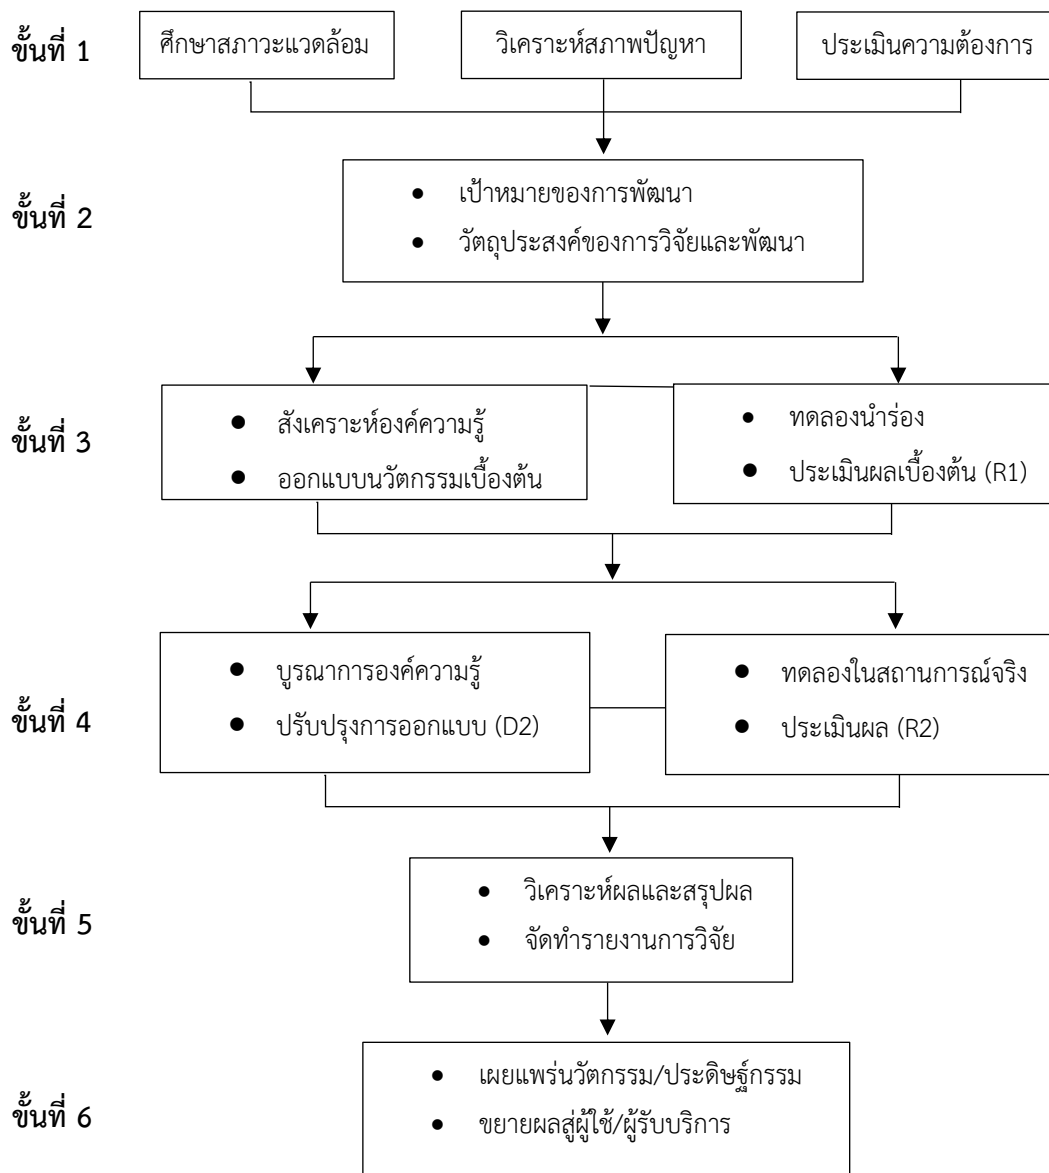 ขั้นที่ 1
ศึกษาสภาวะแวดล้อม
วิเคราะห์สภาพปัญหา
ประเมินความต้องการ
ขั้นที่ 2
● เป้าหมายของการพัฒนา
● วัตถุประสงค์ของการวิจัยและพัฒนา
ขั้นที่ 3
● สังเคราะห์องค์ความรู้
● ออกแบบนวัตกรรมเบื้องต้น
● ทดลองนำร่อง
● ประเมินผลเบื้องต้น (R1)
ขั้นที่ 4
● บูรณาการองค์ความรู้
● ปรับปรุงการออกแบบ (D2)
● ทดลองในสถานการณ์จริง
● ประเมินผล (R2)
ขั้นที่ 5
● วิเคราะห์ผลและสรุปผล
● จัดทำรายงานการวิจัย
ขั้นที่ 6
● เผยแพร่นวัตกรรม/ประดิษฐ์กรรม
● ขยายผลสู่ผู้ใช้/ผู้รับบริการ